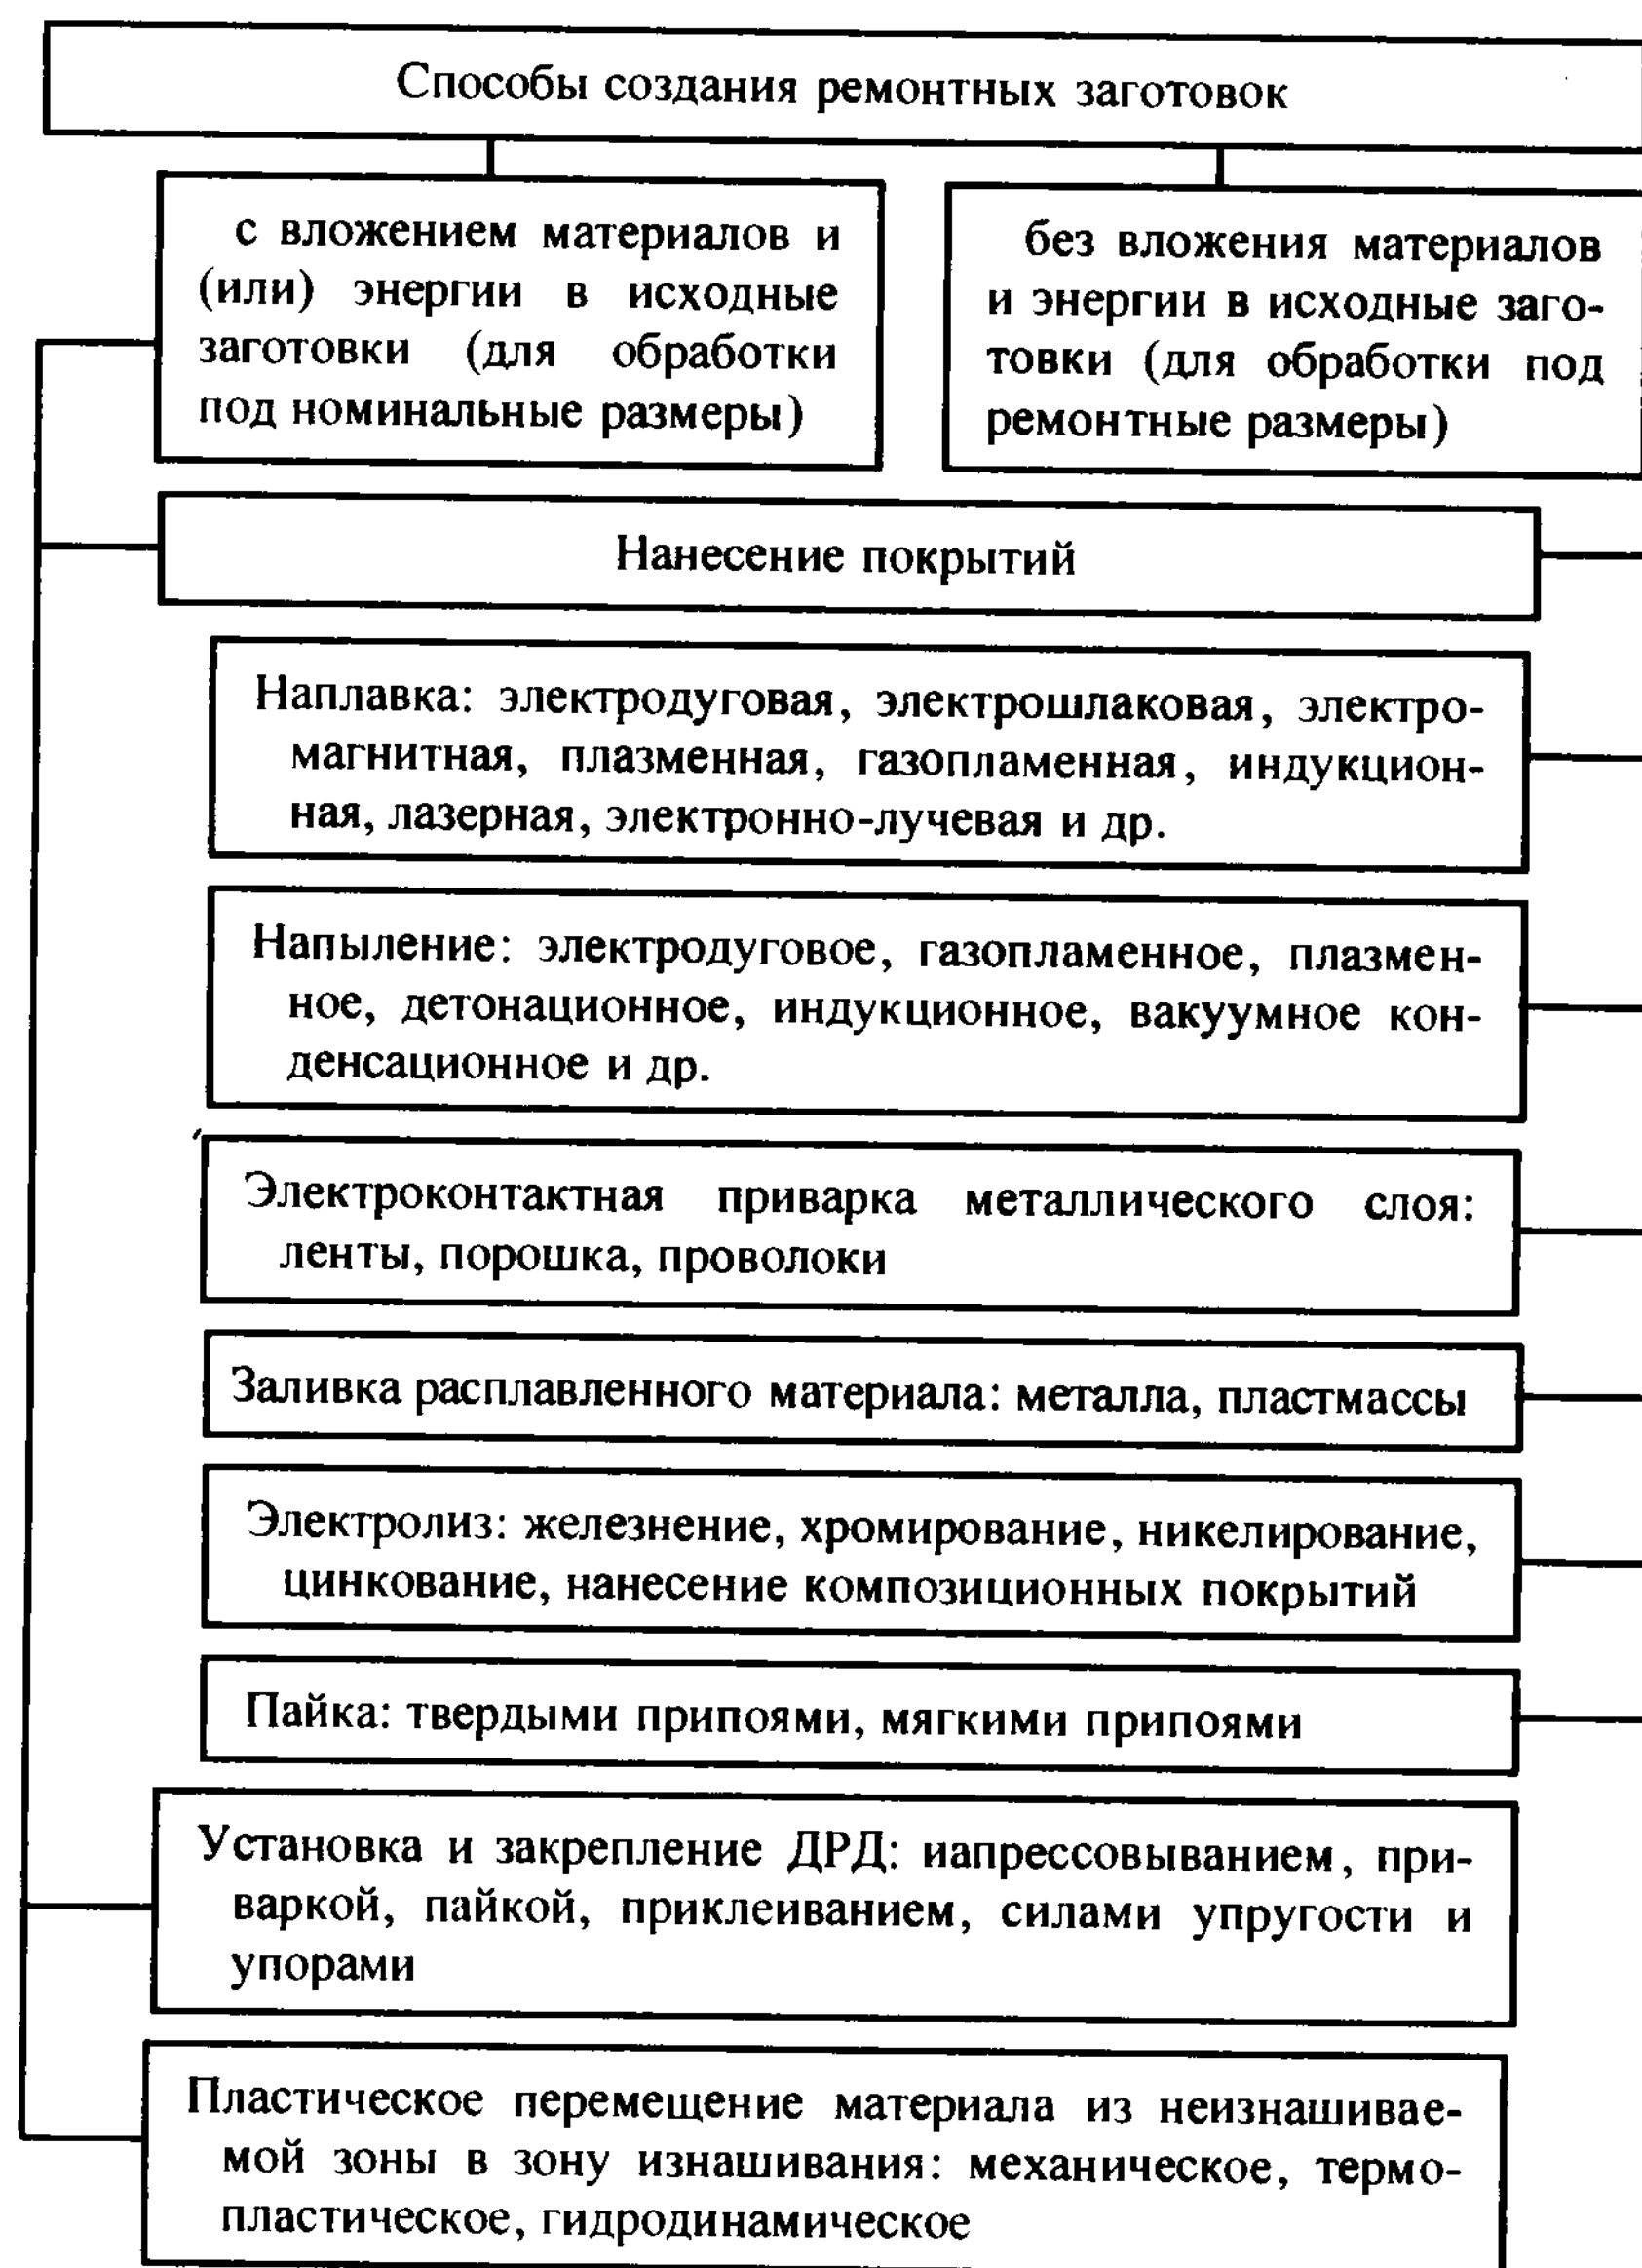 Способы создания ремонтных заготовок
с вложением материалов и
(или) энергии в исходные
заготовки (для обработки
под номинальные размеры)
без вложения материалов
и энергии в исходные заго-
товки (для обработки под
ремонтные размеры)
Нанесение покрытий
Наплавка: электродуговая, электрошлаковая, электро-
магнитная, плазменная, газопламенная, индукцион-
ная, лазерная, электронно-лучевая и др.
Напыление: электродуговое, газопламенное, плазмен-
ное, детонационное, индукционное, вакуумное кон-
денсационное и др.
Электроконтактная приварка металлического слоя:
ленты, порошка, проволоки
Заливка расплавленного материала: металла, пластмассы
Электролиз: железнение, хромирование, никелирование,
цинкование, нанесение композиционных покрытий
Пайка: твердыми припоями, мягкими припоями
Установка и закрепление ДРД: иапрессовыванием, при-
варкой, пайкой, приклеиванием, силами упругости и
упорами
Пластическое перемещение материала из неизнашивае-
мой зоны в зону изнашивания: механическое, термо-
пластическое, гидродинамическое